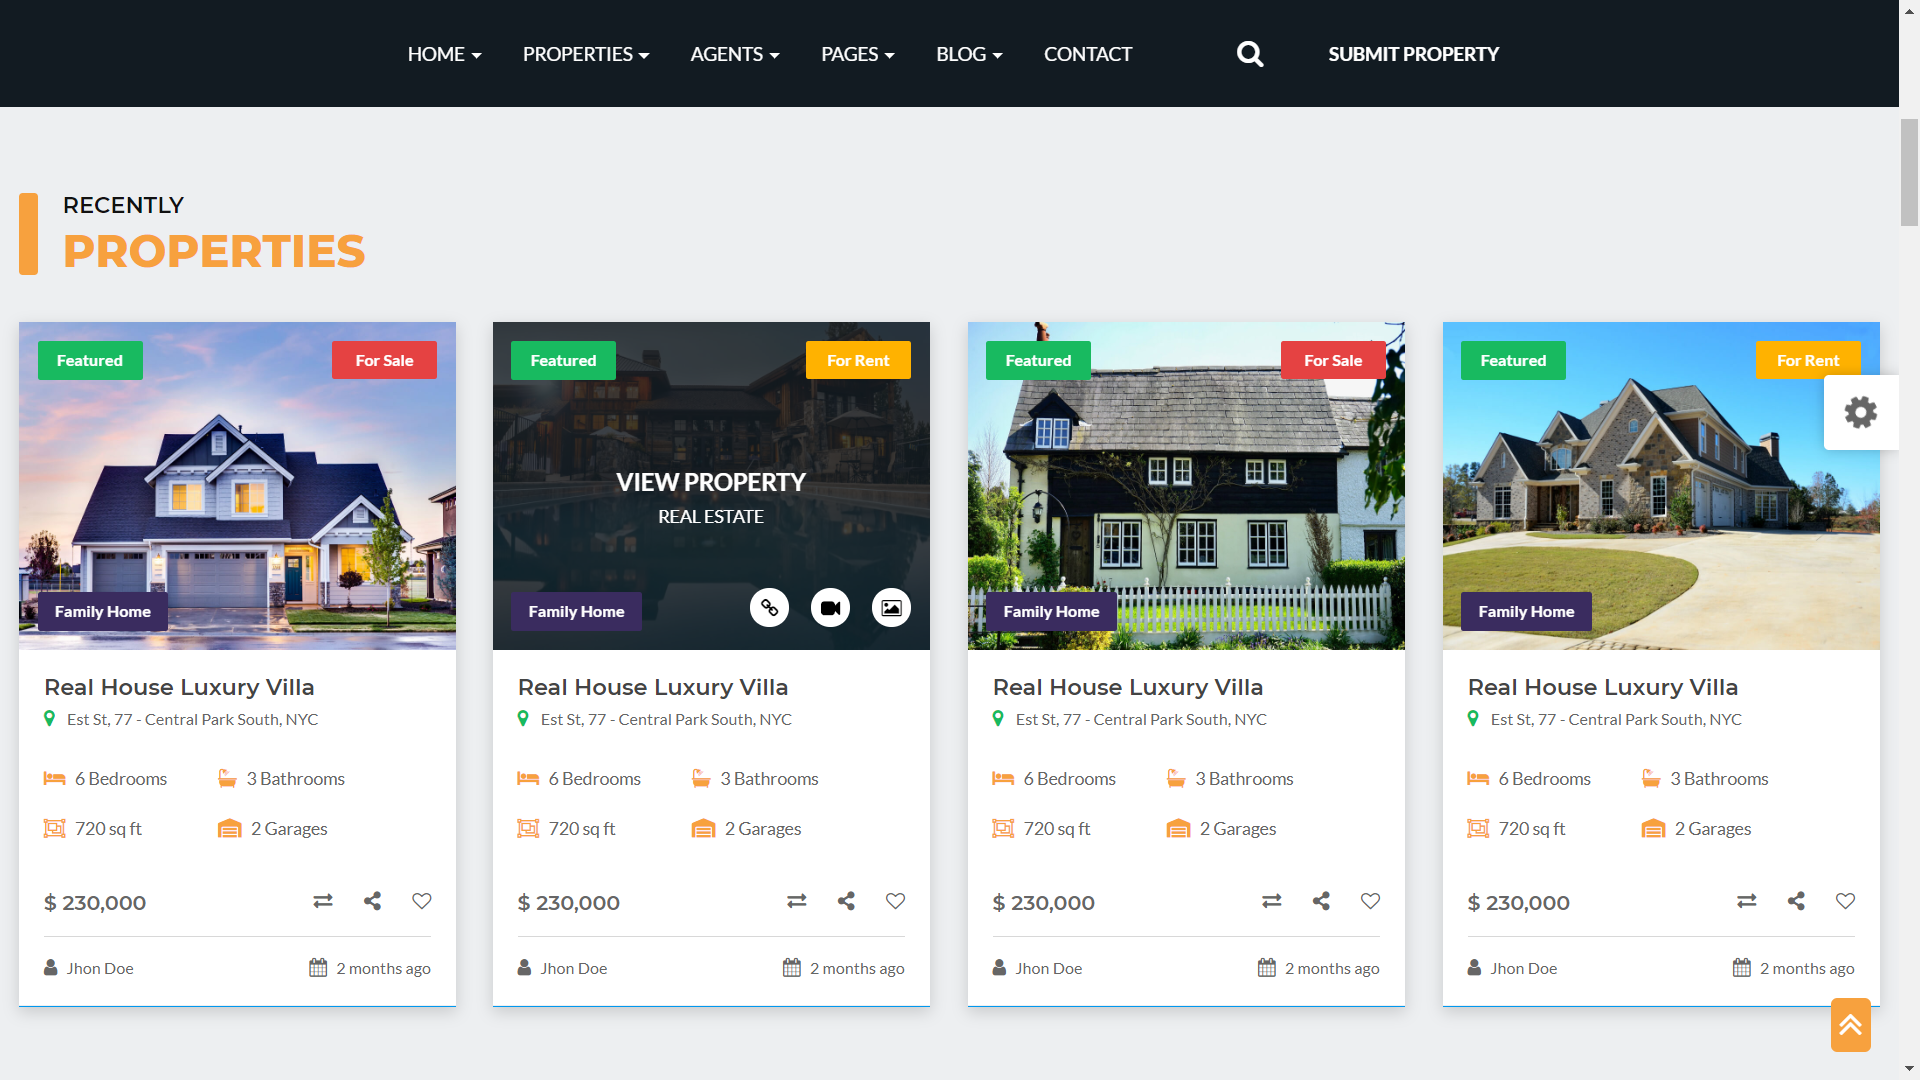 HOME PROPERTIES AGENTS PAGES BLOG CONTACT SUBMIT PROPERTY
RECENTLY
PROPERTIES
Featured For Sale
Family Home
Real House Luxury Villa
Est St, 77 - Central Park South, NYC
6 Bedrooms 3 Bathrooms
720 sq ft 2 Garages
$ 230,000
Jhon Doe 2 months ago
Featured For Rent
VIEW PROPERTY
REAL ESTATE
Family Home
Real House Luxury Villa
Est St, 77 - Central Park South, NYC
6 Bedrooms 3 Bathrooms
720 sq ft 2 Garages
$ 230,000
Jhon Doe 2 months ago
Featured For Sale
Family Home
Real House Luxury Villa
Est St, 77 - Central Park South, NYC
6 Bedrooms 3 Bathrooms
720 sq ft 2 Garages
$ 230,000
Jhon Doe 2 months ago
Featured For Rent
Family Home
Real House Luxury Villa
Est St, 77 - Central Park South, NYC
6 Bedrooms 3 Bathrooms
720 sq ft 2 Garages
$ 230,000
Jhon Doe 2 months ago